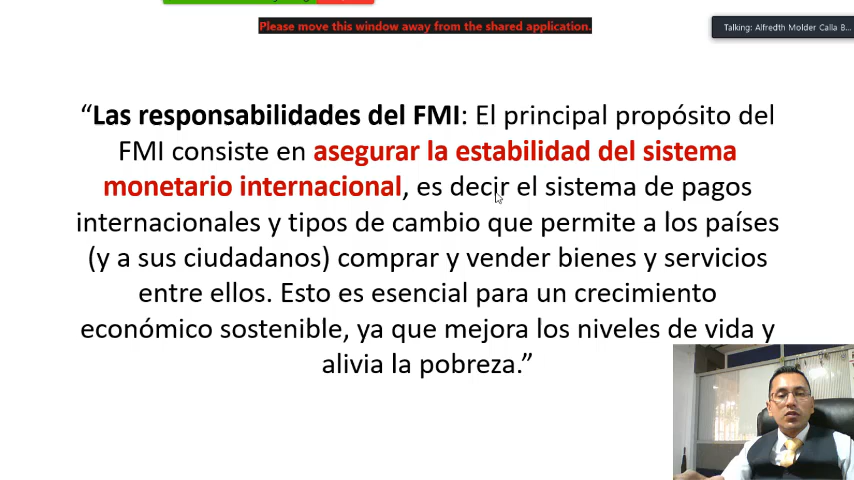 Please move this window away from the shared application.
Talking: Alfredth Molder Calla B...
“Las responsabilidades del FMI: El principal propósito del
FMI consiste en asegurar la estabilidad del sistema
monetario internacional, es decir el sistema de pagos
internacionales y tipos de cambio que permite a los países
(y a sus ciudadanos) comprar y vender bienes y servicios
entre ellos. Esto es esencial para un crecimiento
económico sostenible, ya que mejora los niveles de vida y
alivia la pobreza.”